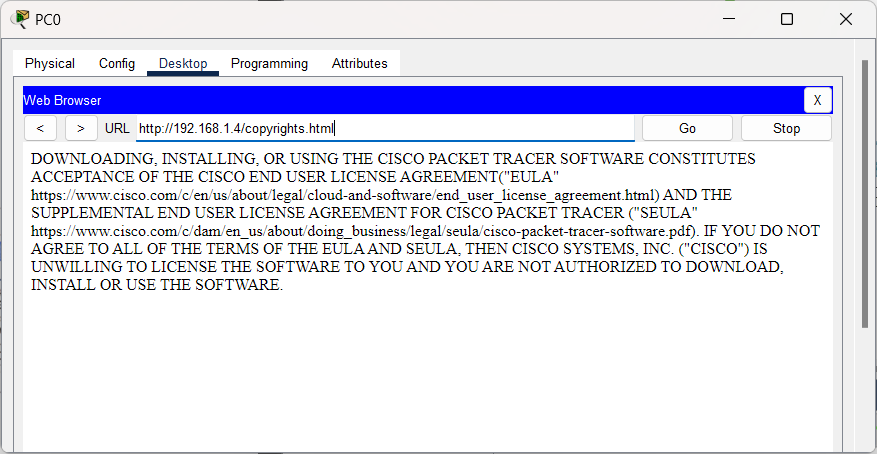 PC0
Physical Config Desktop Programming Attributes
Web Browser X
< > URL http://192.168.1.4/copyrights.html Go Stop
DOWNLOADING, INSTALLING, OR USING THE CISCO PACKET TRACER SOFTWARE CONSTITUTES
ACCEPTANCE OF THE CISCO END USER LICENSE AGREEMENT("EULA"
https://www.cisco.com/c/en/us/about/legal/cloud-and-software/end_user_license_agreement.html) AND THE
SUPPLEMENTAL END USER LICENSE AGREEMENT FOR CISCO PACKET TRACER ("SEULA"
https://www.cisco.com/c/dam/en_us/about/doing_business/legal/seula/cisco-packet-tracer-software.pdf). IF YOU DO NOT
AGREE TO ALL OF THE TERMS OF THE EULA AND SEULA, THEN CISCO SYSTEMS, INC. ("CISCO") IS
UNWILLING TO LICENSE THE SOFTWARE TO YOU AND YOU ARE NOT AUTHORIZED TO DOWNLOAD,
INSTALL OR USE THE SOFTWARE.